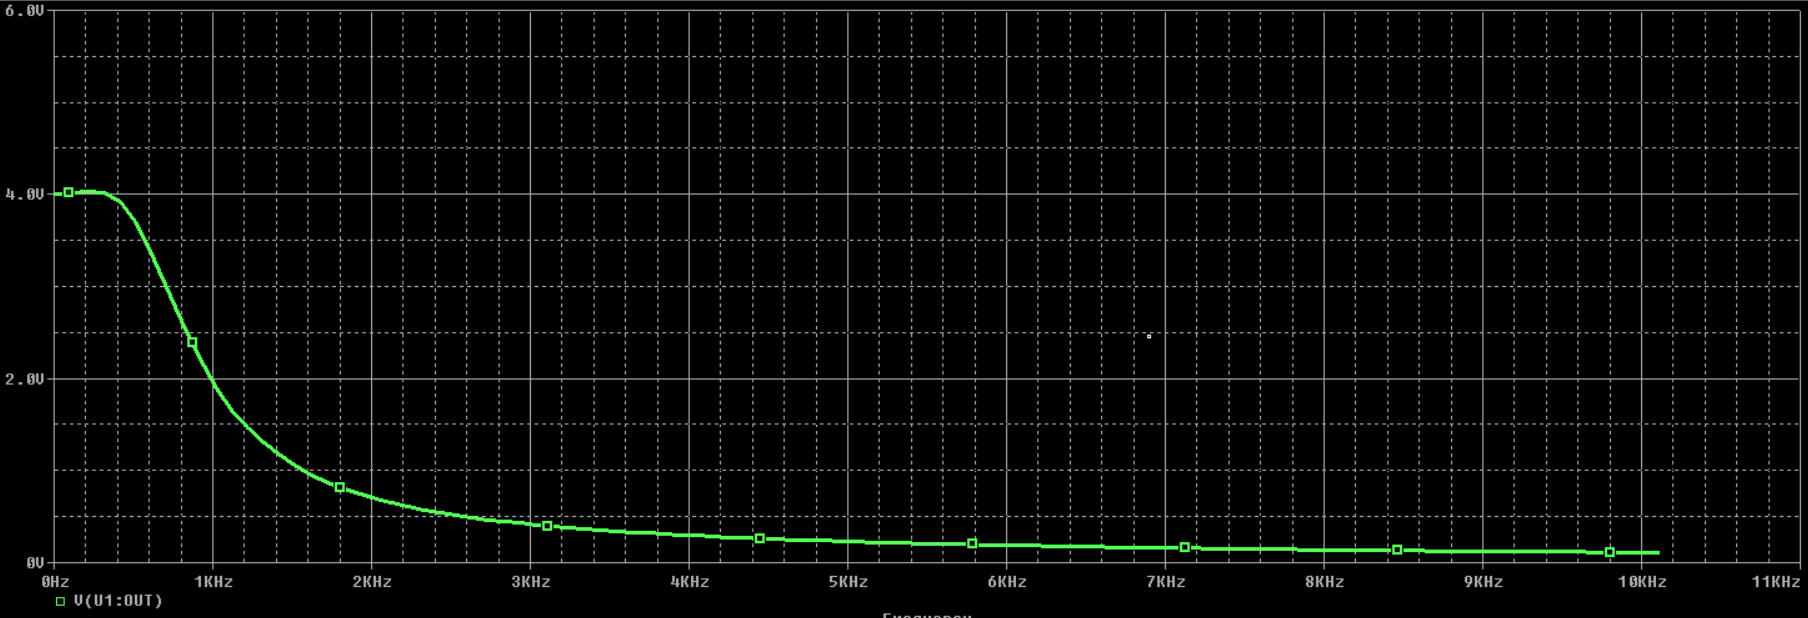 6.0V
4.0V
2.0V
0V
0Hz 1KHz 2KHz 3KHz 4KHz 5KHz 6KHz 7KHz 8KHz 9KHz 10KHz 11KHz
V(U1:OUT)
Frequency